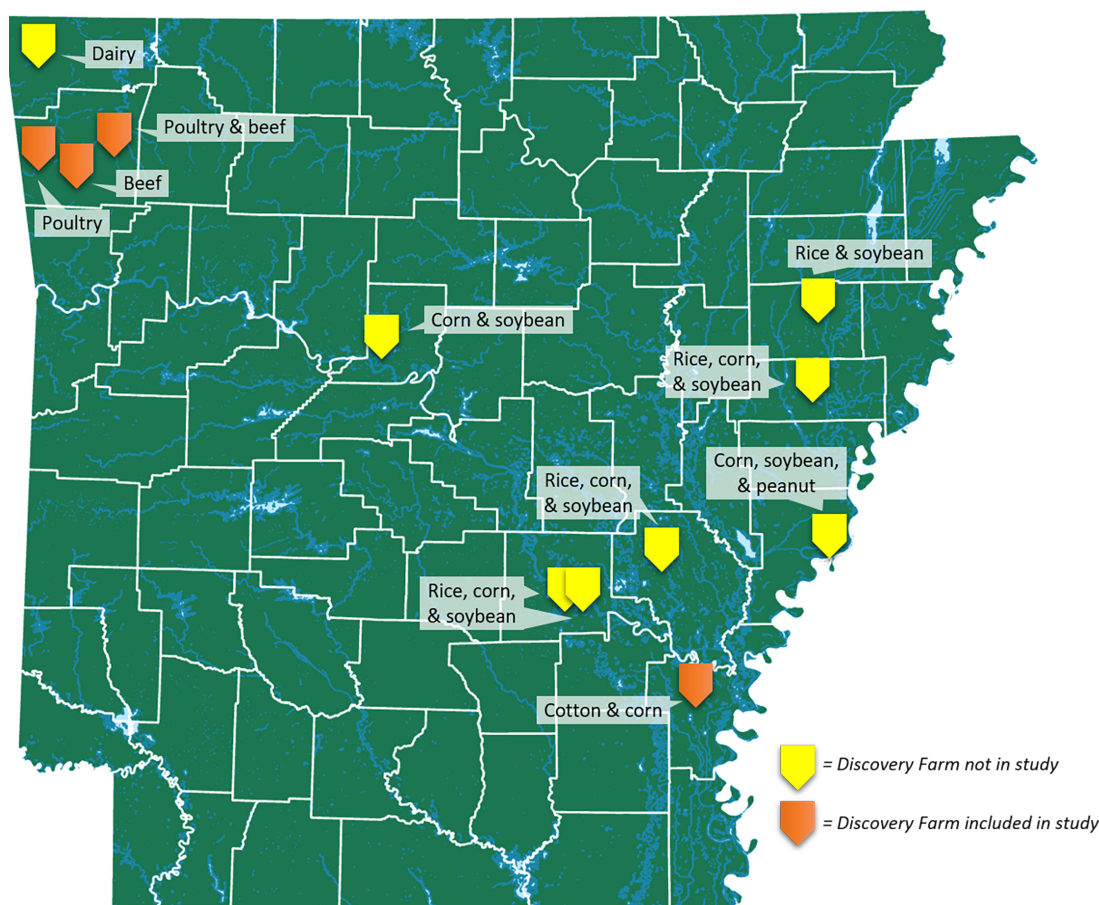 Dairy
Poultry & beef
Beef
Poultry
Rice & soybean
Corn & soybean
Rice, corn,
& soybean
Corn, soybean,
& peanut
Rice, corn,
& soybean
Rice, corn,
& soybean
Cotton & corn
= Discovery Farm not in study
= Discovery Farm included in study